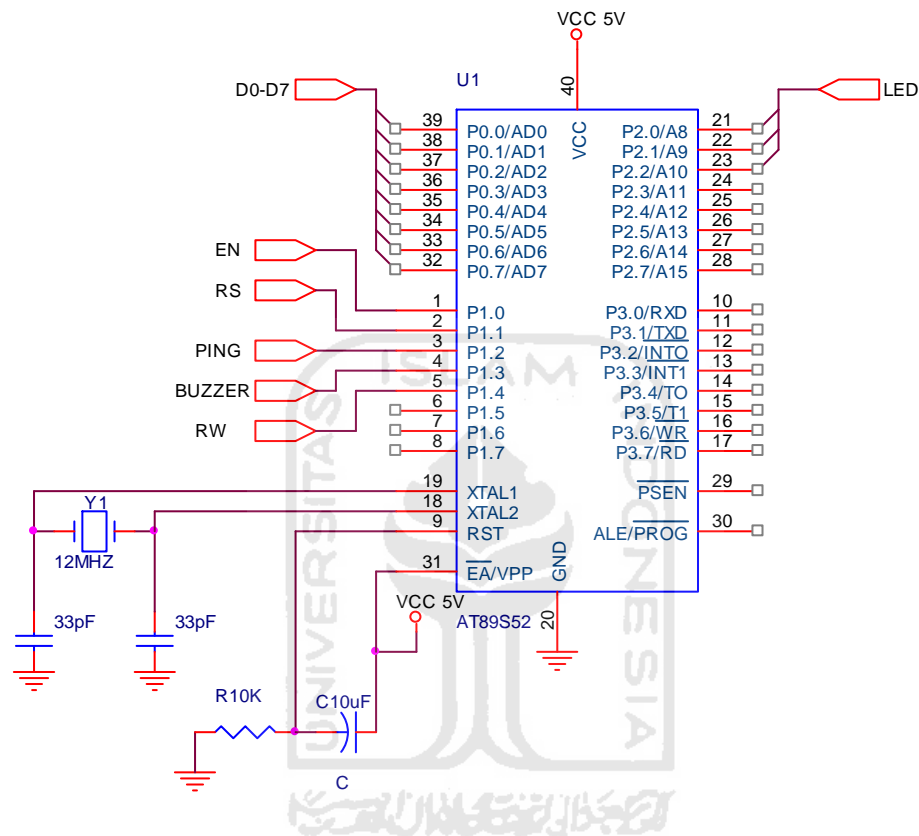 VCC 5V
U1
40
VCC
D0-D7
LED
39 P0.0/AD0
38 P0.1/AD1
37 P0.2/AD2
36 P0.3/AD3
35 P0.4/AD4
34 P0.5/AD5
33 P0.6/AD6
32 P0.7/AD7
P2.0/A8 21
P2.1/A9 22
P2.2/A10 23
P2.3/A11 24
P2.4/A12 25
P2.5/A13 26
P2.6/A14 27
P2.7/A15 28
EN
RS
PING
BUZZER
RW
1 P1.0
2 P1.1
3 P1.2
4 P1.3
5 P1.4
6 P1.5
7 P1.6
8 P1.7
P3.0/RXD 10
P3.1/TXD 11
P3.2/INTO 12
P3.3/INT1 13
P3.4/TO 14
P3.5/T1 15
P3.6/WR 16
P3.7/RD 17
19 XTAL1
18 XTAL2
9 RST
31 EA/VPP
PSEN 29
ALE/PROG 30
GND
20
AT89S52
Y1
12MHZ
33pF
33pF
VCC 5V
R10K
C10uF
C
UNIVERSITAS
ISLAM
INDONESIA